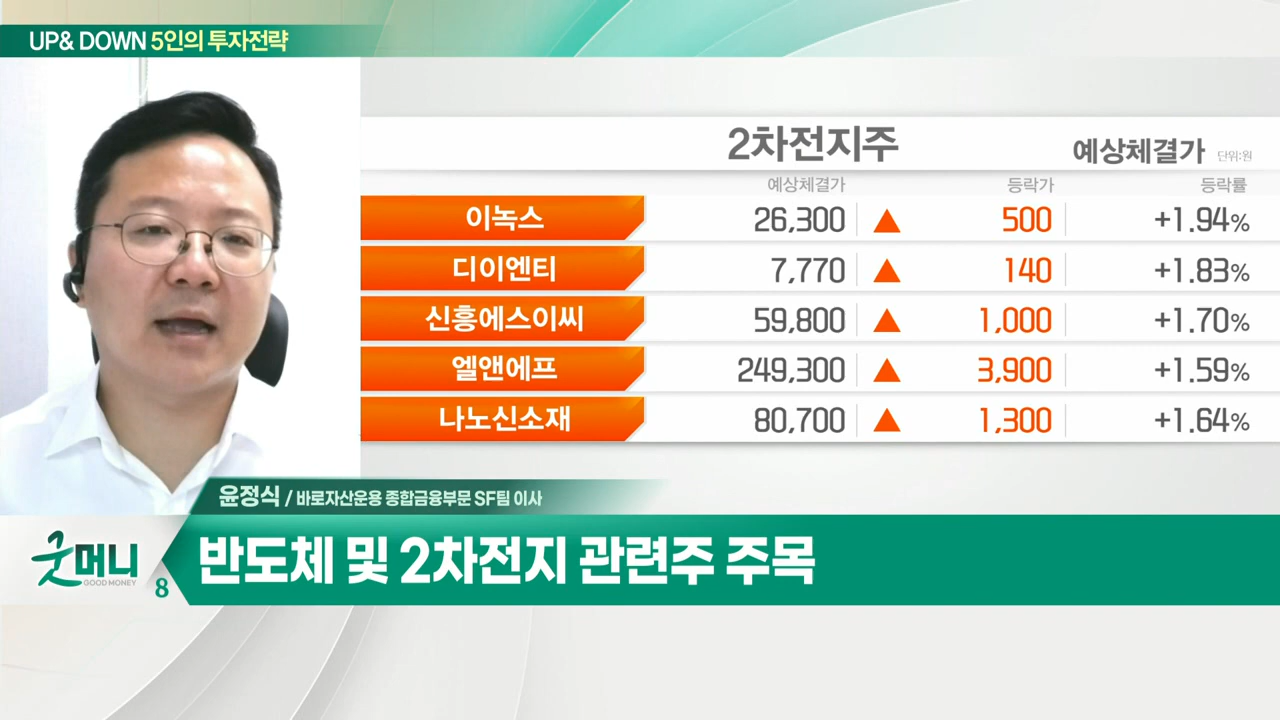 UP& DOWN 5인의 투자전략
2차전지주 예상체결가 단위:원
예상체결가 등락가 등락률
이녹스 26,300 ▲ 500 +1.94%
디이엔티 7,770 ▲ 140 +1.83%
신흥에스이씨 59,800 ▲ 1,000 +1.70%
엘앤에프 249,300 ▲ 3,900 +1.59%
나노신소재 80,700 ▲ 1,300 +1.64%
윤정식 / 바로자산운용 종합금융부문 SF팀 이사
굿머니
GOOD MONEY
8
반도체 및 2차전지 관련주 주목